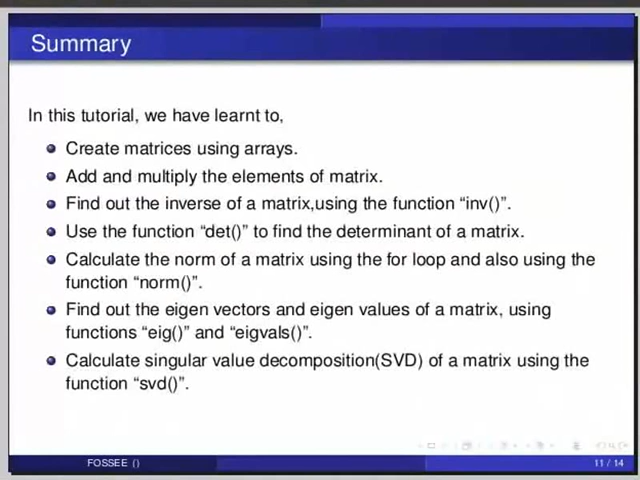 Summary
In this tutorial, we have learnt to,
Create matrices using arrays.
Add and multiply the elements of matrix.
Find out the inverse of a matrix,using the function “inv()”.
Use the function “det()” to find the determinant of a matrix.
Calculate the norm of a matrix using the for loop and also using the
function “norm()”.
Find out the eigen vectors and eigen values of a matrix, using
functions “eig()” and “eigvals()”.
Calculate singular value decomposition(SVD) of a matrix using the
function “svd()”.
FOSSEE ()
11 / 14